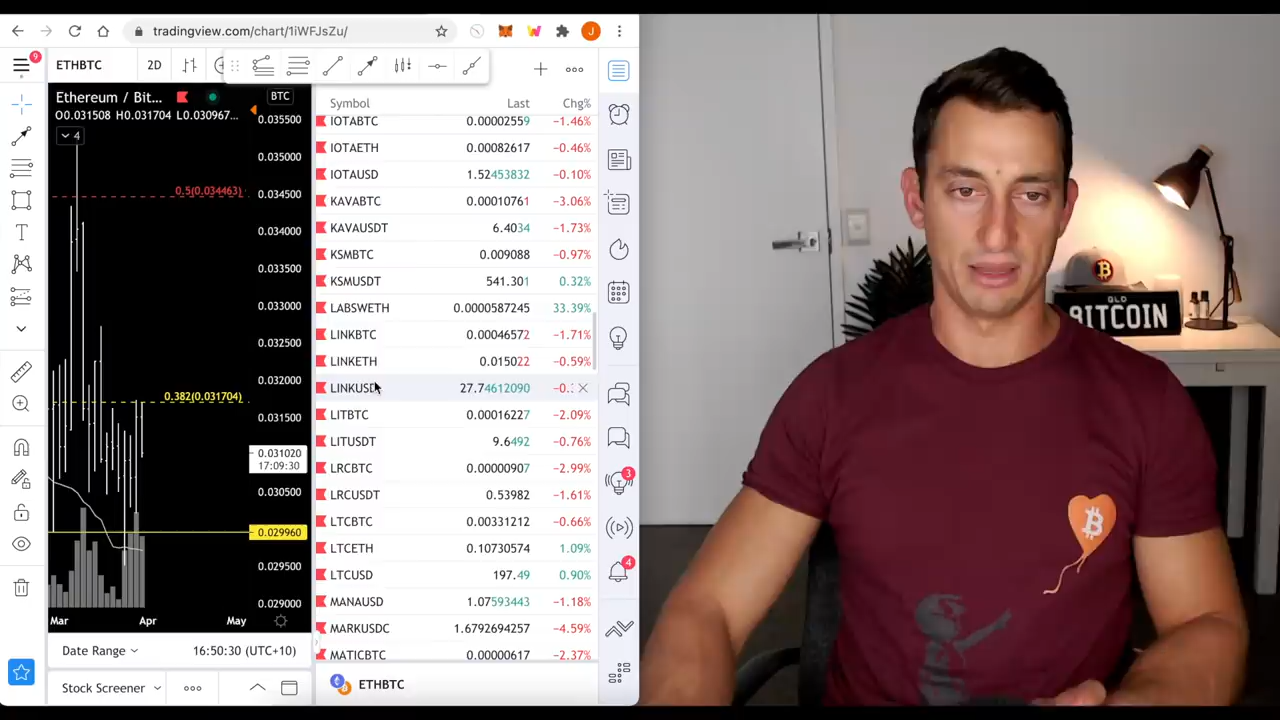 tradingview.com/chart/1iWFJsZu/
J
9
ETHBTC
2D
Ethereum / Bit...
BTC
O0.031508 H0.031704 L0.030967...
4
0.035500
0.035000
0.034500
0.034000
0.033500
0.033000
0.032500
0.032000
0.031500
0.031020
17:09:30
0.030500
0.029960
0.029500
0.029000
0.5(0.034463)
0.382(0.031704)
Mar Apr May
Date Range 16:50:30 (UTC+10)
Stock Screener
Symbol Last Chg%
IOTABTC 0.00002559 −1.46%
IOTAETH 0.00082617 −0.46%
IOTAUSD 1.52453832 −0.10%
KAVABTC 0.00010761 −3.06%
KAVAUSDT 6.4034 −1.73%
KSMBTC 0.009088 −0.97%
KSMUSDT 541.301 0.32%
LABSWETH 0.0000587245 33.39%
LINKBTC 0.00046572 −1.71%
LINKETH 0.015022 −0.59%
LINKUSD 27.74612090
LITBTC 0.00016227 −2.09%
LITUSDT 9.6492 −0.76%
LRCBTC 0.00000907 −2.99%
LRCUSDT 0.53982 −1.61%
LTCBTC 0.00331212 −0.66%
LTCETH 0.10730574 1.09%
LTCUSD 197.49 0.90%
MANAUSD 1.07593443 −1.18%
MARKUSDC 1.6792694257 −4.59%
MATICBTC 0.00000617 −2.37%
ETHBTC
3
4
QLD
BITCOIN